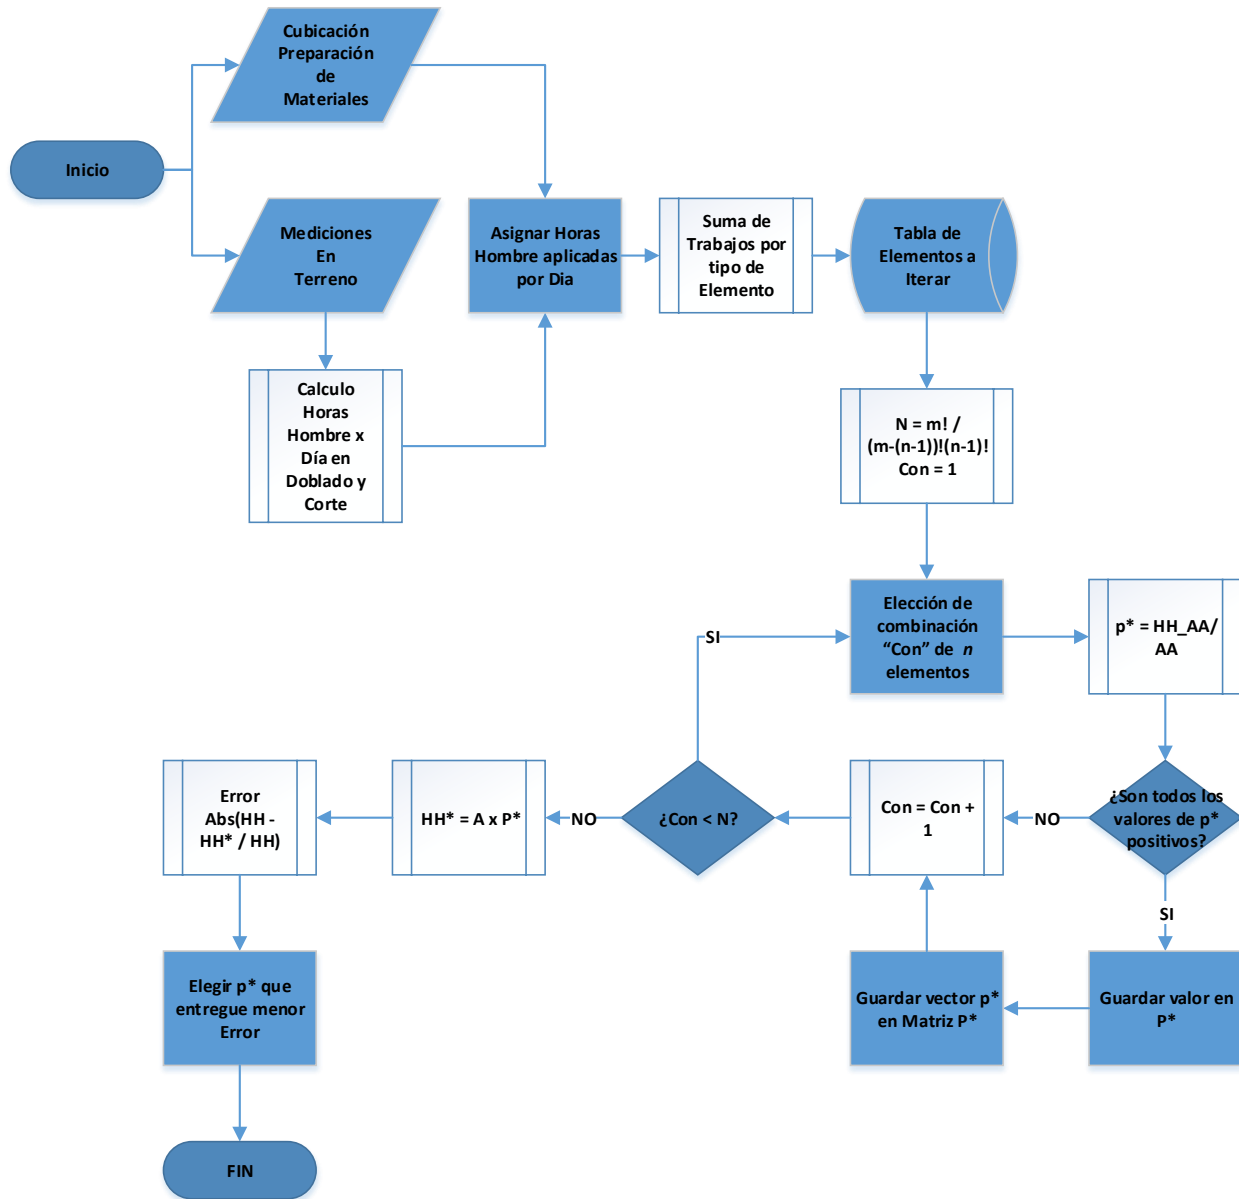 Cubicación
Preparación
de
Materiales
Inicio
Mediciones
En
Terreno
Asignar Horas
Hombre aplicadas
por Dia
Suma de
Trabajos por
tipo de
Elemento
Tabla de
Elementos a
Iterar
Calculo
Horas
Hombre x
Día en
Doblado y
Corte
N = m! /
(m-(n-1))!(n-1)!
Con = 1
Elección de
combinación
“Con” de n
elementos
p* = HH_AA/
AA
SI
Error
Abs(HH -
HH* / HH)
HH* = A x P*
NO
¿Con < N?
Con = Con +
1
NO
¿Son todos los
valores de p*
positivos?
SI
Elegir p* que
entregue menor
Error
Guardar vector p*
en Matriz P*
Guardar valor en
P*
FIN